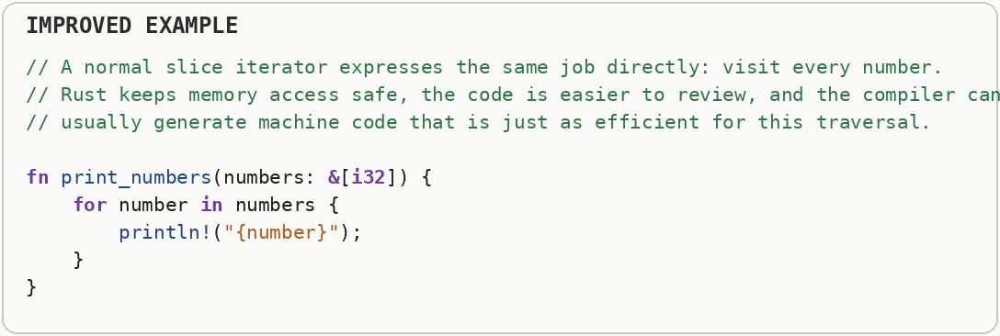 IMPROVED EXAMPLE
// A normal slice iterator expresses the same job directly: visit every number.
// Rust keeps memory access safe, the code is easier to review, and the compiler can
// usually generate machine code that is just as efficient for this traversal.
fn print_numbers(numbers: &[i32]) {
    for number in numbers {
        println!("{number}");
    }
}